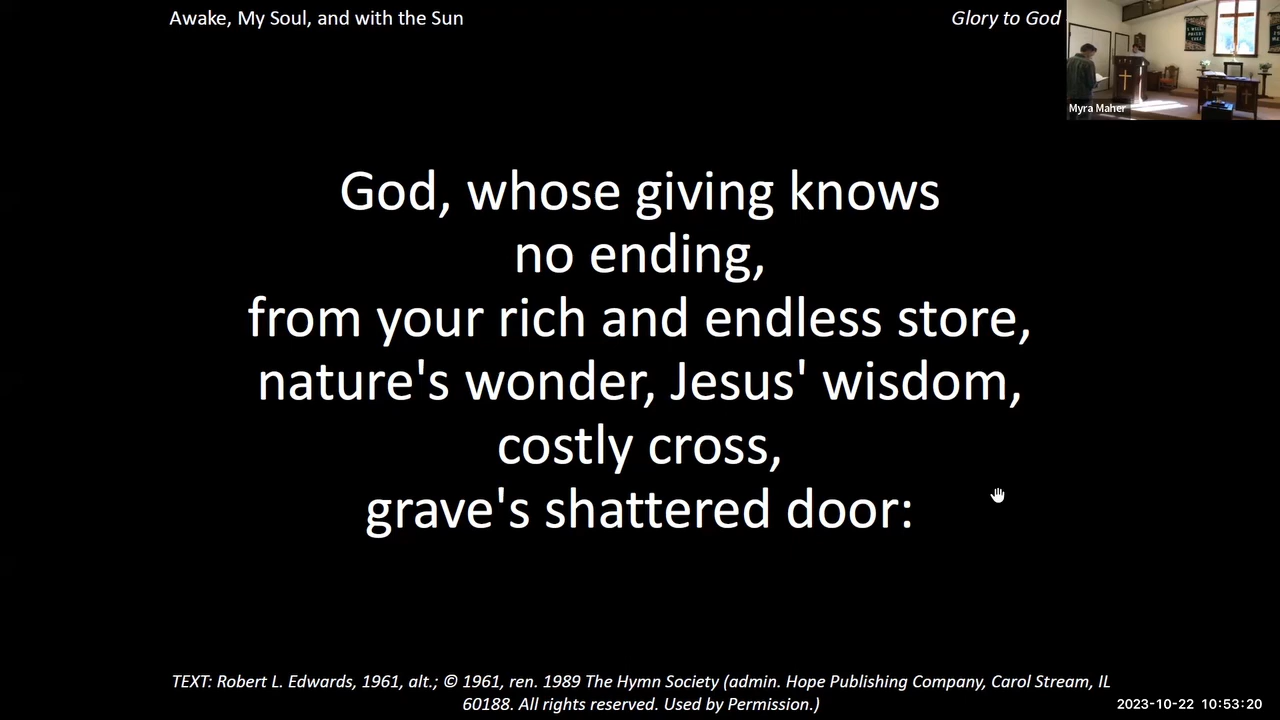 Awake, My Soul, and with the Sun
Glory to God
Myra Maher
God, whose giving knows
no ending,
from your rich and endless store,
nature's wonder, Jesus' wisdom,
costly cross,
grave's shattered door:
TEXT: Robert L. Edwards, 1961, alt.; © 1961, ren. 1989 The Hymn Society (admin. Hope Publishing Company, Carol Stream, IL
60188. All rights reserved. Used by Permission.)
2023-10-22 10:53:20